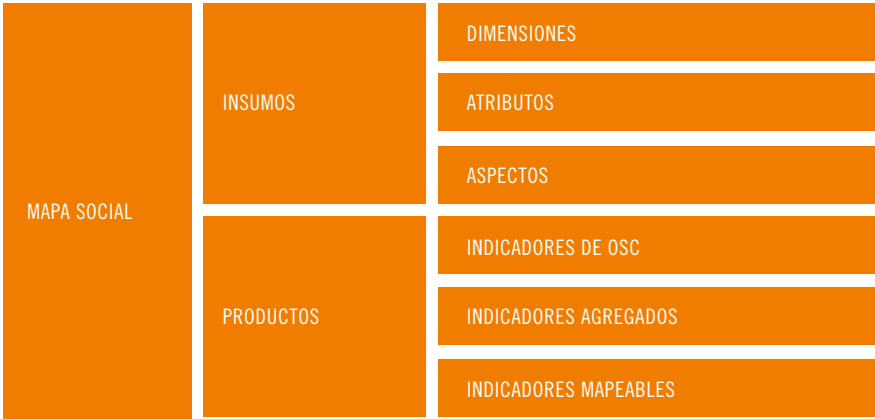 MAPA SOCIAL
INSUMOS
DIMENSIONES
ATRIBUTOS
ASPECTOS
PRODUCTOS
INDICADORES DE OSC
INDICADORES AGREGADOS
INDICADORES MAPEABLES